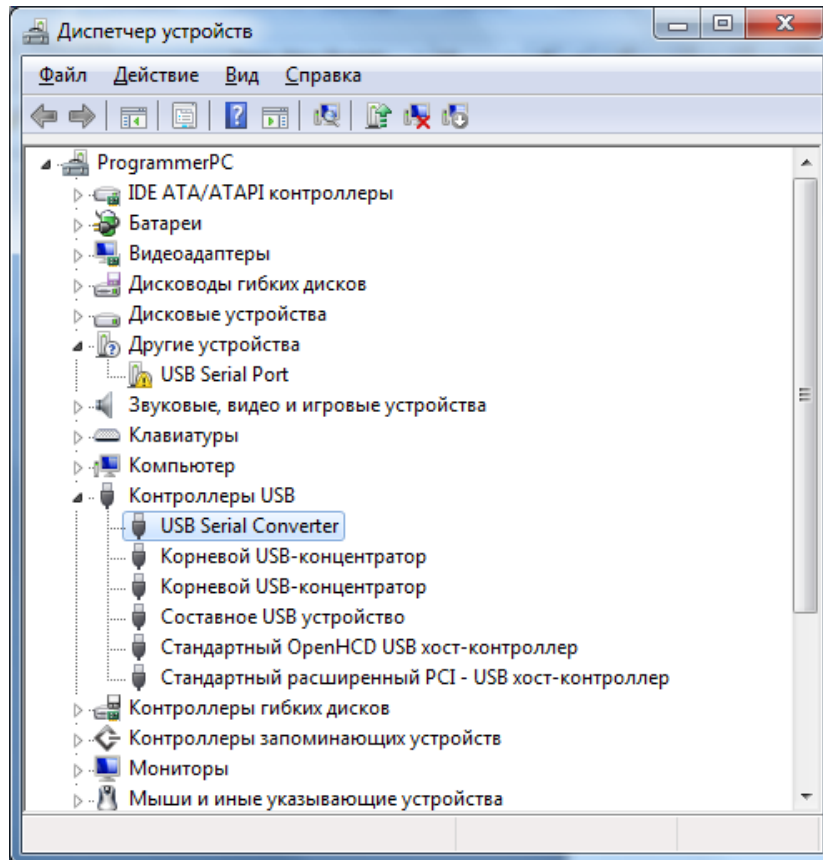 Диспетчер устройств
Файл Действие Вид Справка
ProgrammerPC
IDE ATA/ATAPI контроллеры
Батареи
Видеоадаптеры
Дисководы гибких дисков
Дисковые устройства
Другие устройства
USB Serial Port
Звуковые, видео и игровые устройства
Клавиатуры
Компьютер
Контроллеры USB
USB Serial Converter
Корневой USB-концентратор
Корневой USB-концентратор
Составное USB устройство
Стандартный OpenHCD USB хост-контроллер
Стандартный расширенный PCI - USB хост-контроллер
Контроллеры гибких дисков
Контроллеры запоминающих устройств
Мониторы
Мыши и иные указывающие устройства